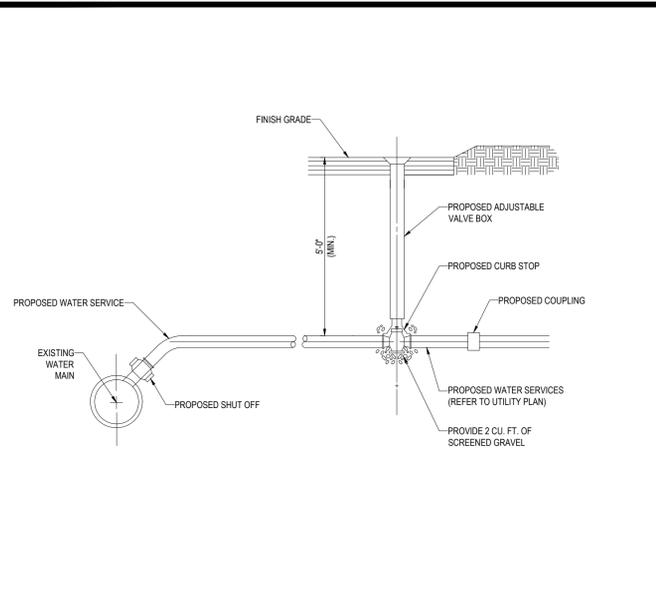 FINISH GRADE
PROPOSED ADJUSTABLE
VALVE BOX
5'-0"
(MIN.)
PROPOSED CURB STOP
PROPOSED WATER SERVICE
PROPOSED COUPLING
EXISTING
WATER
MAIN
PROPOSED SHUT OFF
PROPOSED WATER SERVICES
(REFER TO UTILITY PLAN)
PROVIDE 2 CU. FT. OF
SCREENED GRAVEL